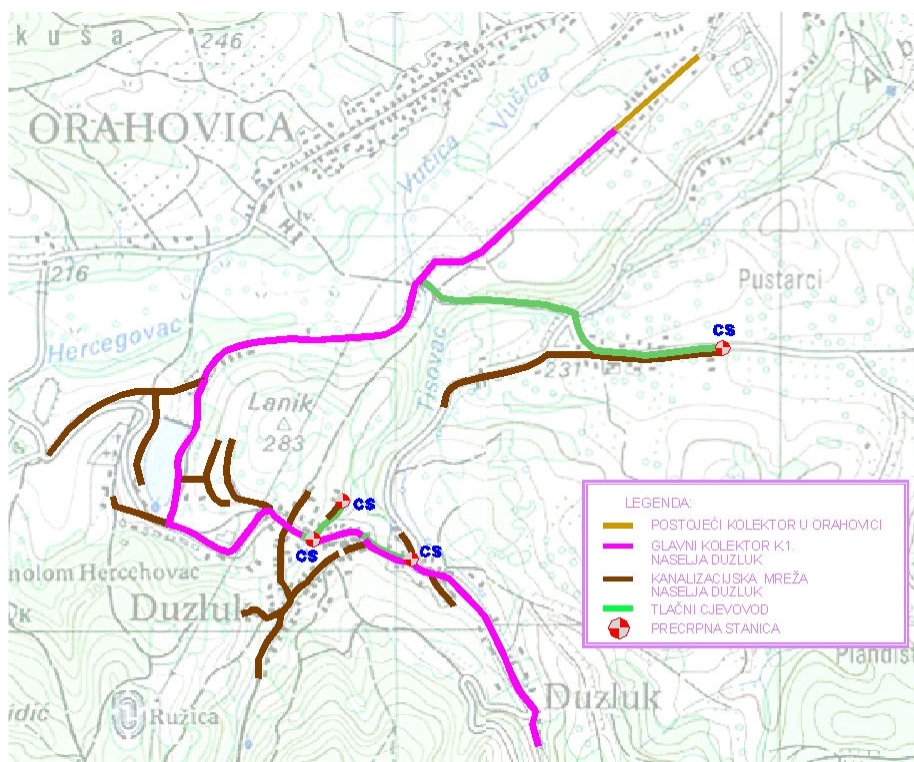 kuša
246
ORAHOVICA
Vučica
Vučica
216
Hercegovac
Pustarci
CS
231
Tisovac
Lanik
283
CS
CS
CS
LEGENDA:
POSTOJEĆI KOLEKTOR U ORAHOVICI
GLAVNI KOLEKTOR K1.
NASELJA DUZLUK
KANALIZACIJSKA MREŽA
NASELJA DUZLUK
TLAČNI CJEVOVOD
PRECRPNA STANICA
Duzluk
Duzluk
Ružica